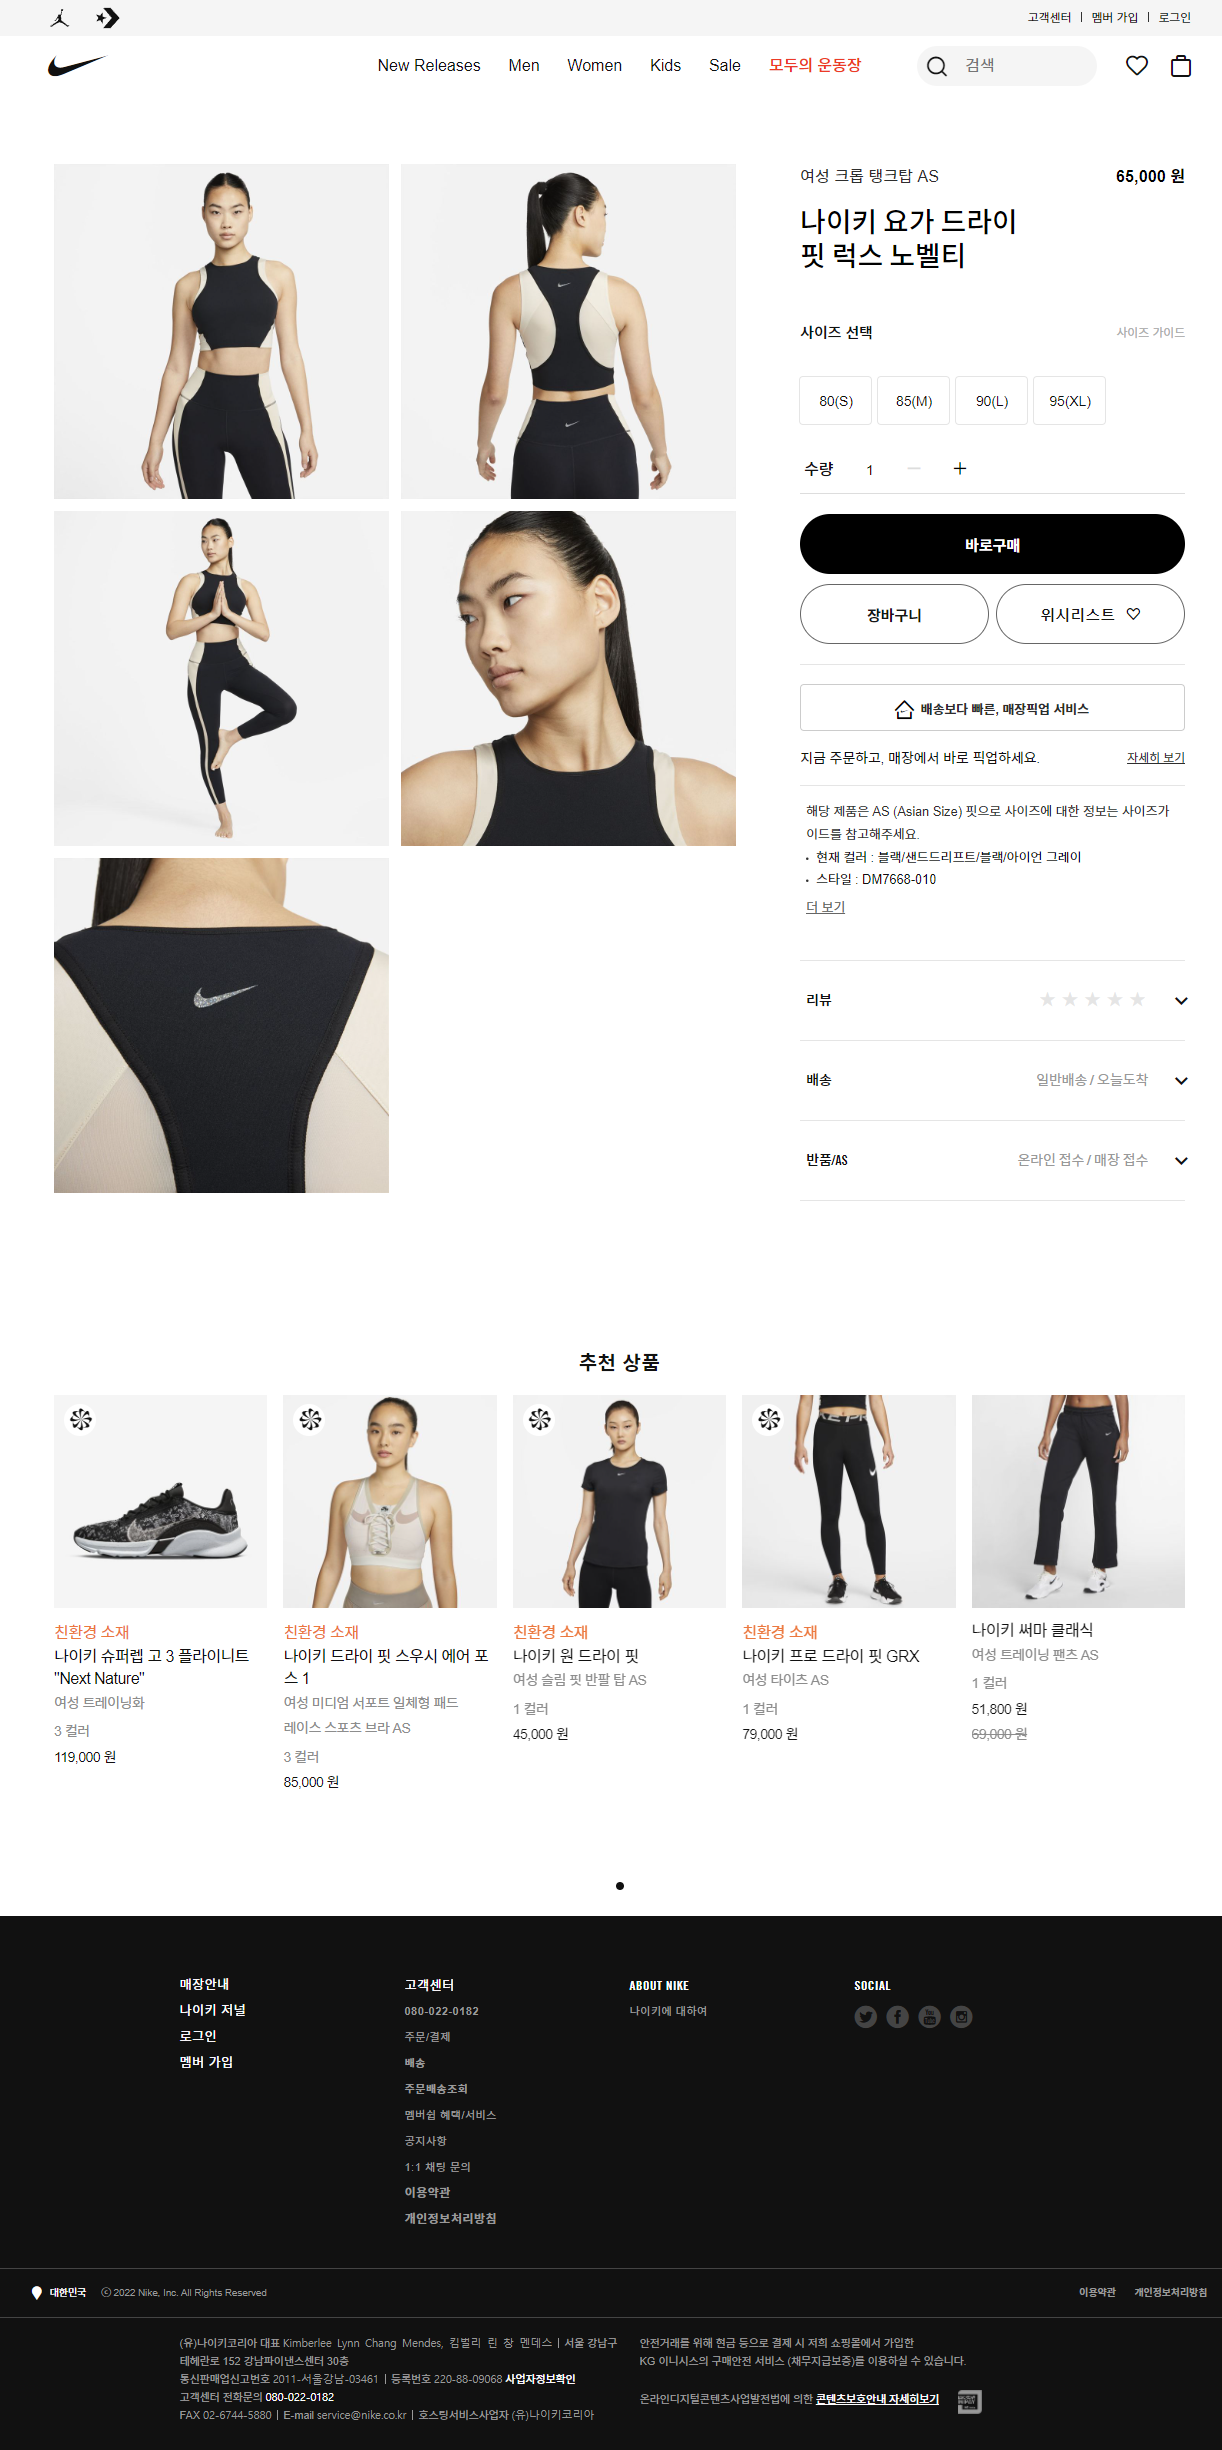 고객센터 | 멤버 가입 | 로그인
New Releases Men Women Kids Sale 모두의 운동장 검색
여성 크롭 탱크탑 AS 65,000 원
나이키 요가 드라이
핏 럭스 노벨티
사이즈 선택 사이즈 가이드
80(S) 85(M) 90(L) 95(XL)
수량 1 − +
바로구매
장바구니 위시리스트
배송보다 빠른, 매장픽업 서비스
지금 주문하고, 매장에서 바로 픽업하세요. 자세히 보기
해당 제품은 AS (Asian Size) 핏으로 사이즈에 대한 정보는 사이즈가
이드를 참고해주세요.
• 현재 컬러 : 블랙/샌드드리프트/블랙/아이언 그레이
• 스타일 : DM7668-010
더 보기
리뷰 ★★★★★
배송 일반배송 / 오늘도착
반품/AS 온라인 접수 / 매장 접수
추천 상품
친환경 소재
나이키 슈퍼렙 고 3 플라이니트
"Next Nature"
여성 트레이닝화
3 컬러
119,000 원
친환경 소재
나이키 드라이 핏 스우시 에어 포
스 1
여성 미디엄 서포트 일체형 패드
레이스 스포츠 브라 AS
3 컬러
85,000 원
친환경 소재
나이키 원 드라이 핏
여성 슬림 핏 반팔 탑 AS
1 컬러
45,000 원
친환경 소재
나이키 프로 드라이 핏 GRX
여성 타이츠 AS
1 컬러
79,000 원
나이키 써마 클래식
여성 트레이닝 팬츠 AS
1 컬러
51,800 원
69,000 원
매장안내
나이키 저널
로그인
멤버 가입
고객센터
080-022-0182
주문/결제
배송
주문배송조회
멤버쉽 혜택/서비스
공지사항
1:1 채팅 문의
이용약관
개인정보처리방침
ABOUT NIKE
나이키에 대하여
SOCIAL
대한민국 ⓒ 2022 Nike, Inc. All Rights Reserved 이용약관 개인정보처리방침
(유)나이키코리아 대표 Kimberlee Lynn Chang Mendes, 킴벌리 린 창 멘데스 | 서울 강남구
테헤란로 152 강남파이낸스센터 30층
통신판매업신고번호 2011-서울강남-03461 | 등록번호 220-88-09068 사업자정보확인
고객센터 전화문의 080-022-0182
FAX 02-6744-5880 | E-mail service@nike.co.kr | 호스팅서비스사업자 (유)나이키코리아
안전거래를 위해 현금 등으로 결제 시 저희 쇼핑몰에서 가입한
KG 이니시스의 구매안전 서비스 (채무지급보증)를 이용하실 수 있습니다.
온라인디지털콘텐츠사업발전법에 의한 콘텐츠보호안내 자세히보기